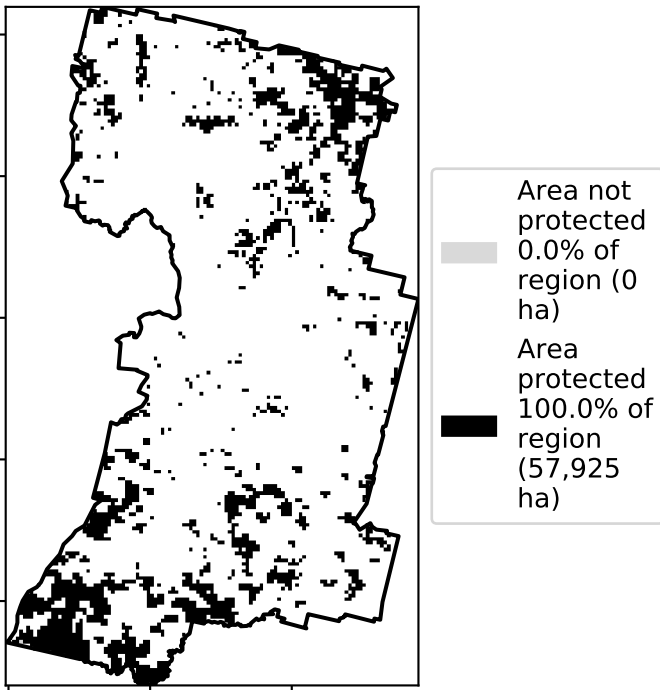 Area not
protected
0.0% of
region (0
ha)
Area
protected
100.0% of
region
(57,925
ha)